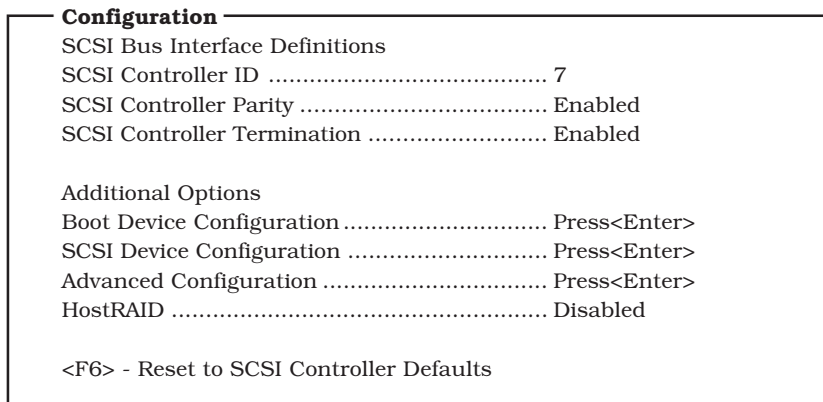 Configuration
SCSI Bus Interface Definitions
SCSI Controller ID ......................................... 7
SCSI Controller Parity .................................... Enabled
SCSI Controller Termination .......................... Enabled
Additional Options
Boot Device Configuration.............................. Press<Enter>
SCSI Device Configuration ............................. Press<Enter>
Advanced Configuration ................................. Press<Enter>
HostRAID ....................................................... Disabled
<F6> - Reset to SCSI Controller Defaults